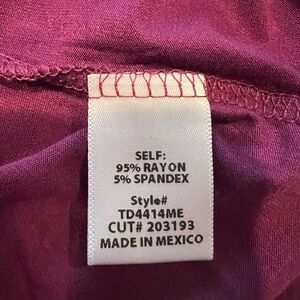 SELF:
95% RAYON
5% SPANDEX
Style#
TD4414ME
CUT# 203193
MADE IN MEXICO